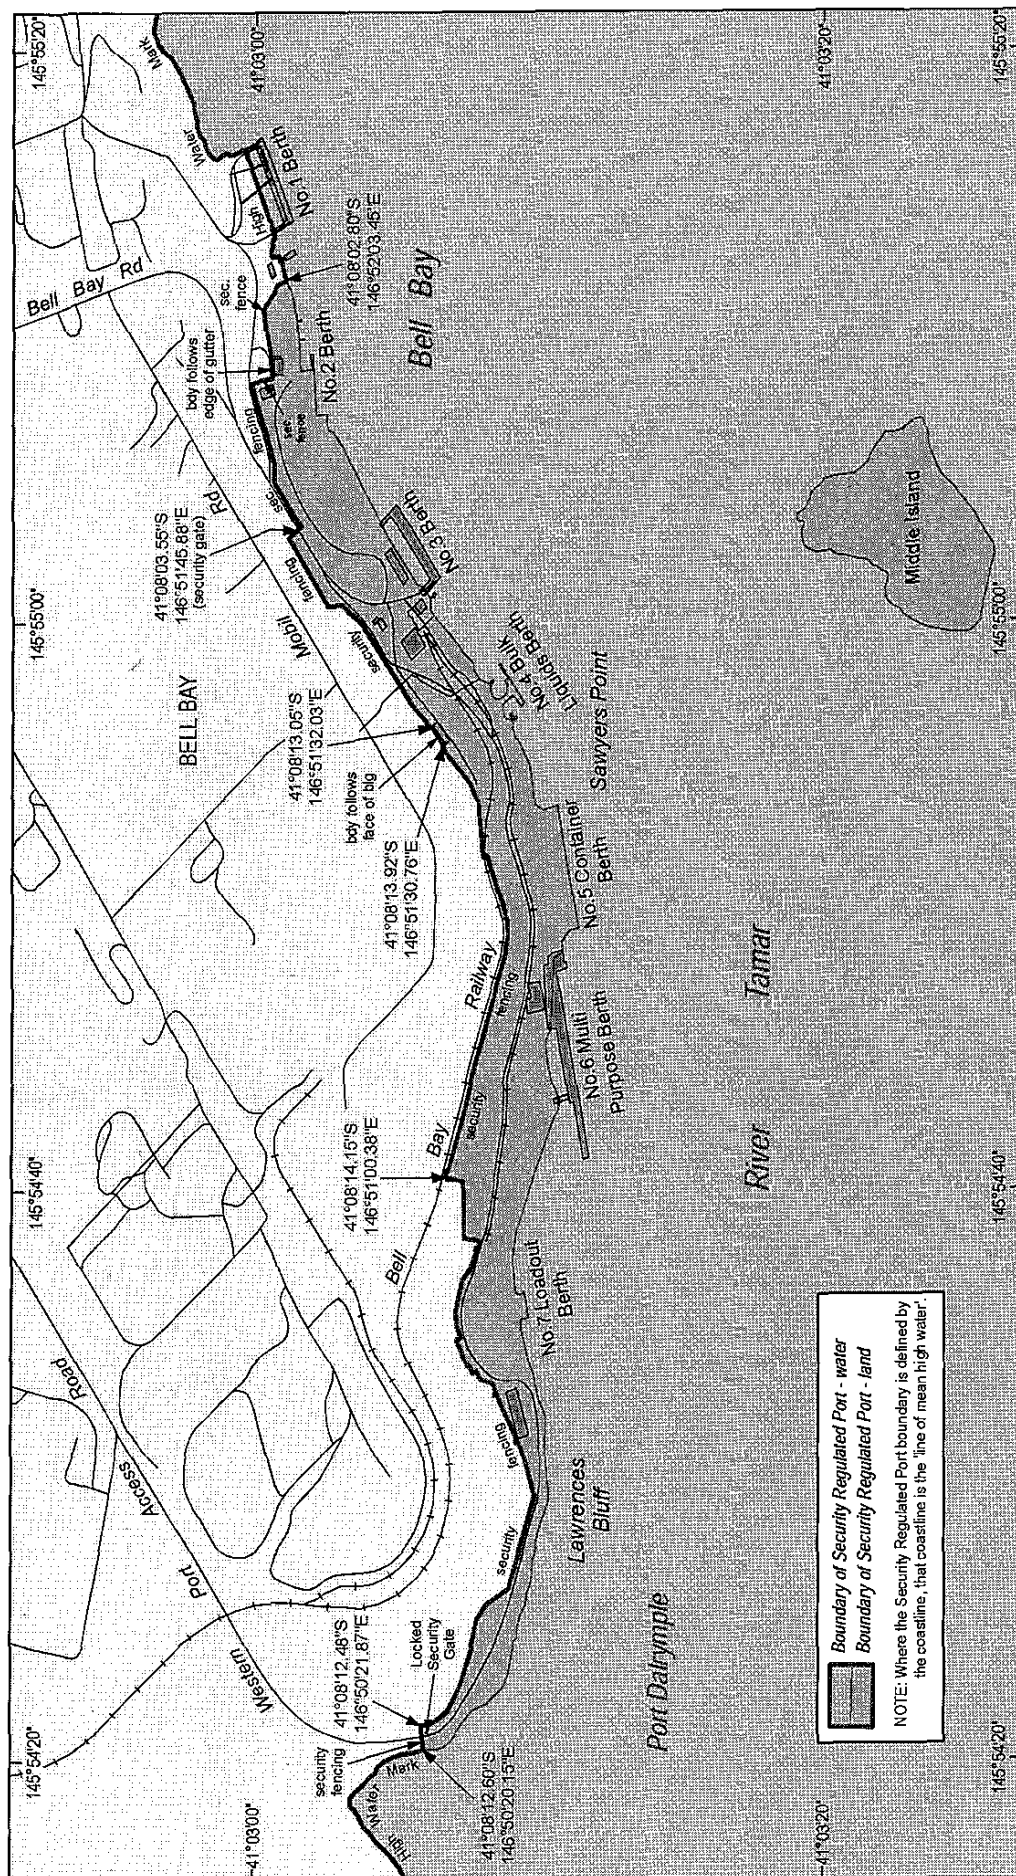 145°54'20"
145°54'40"
145°55'00"
145°55'20"
41°03'00"
41°03'00"
Western Port Access Road
Bell Bay Rd
Mobil Rd
BELL BAY
Bell Bay Railway
security
fencing
High Water Mark
41°08'12.60"S
146°50'20.15"E
41°08'12.48"S
146°50'21.87"E
Locked
Security
Gate
security
fencing
41°08'14.15"S
146°51'00.38"E
security
fencing
41°08'13.92"S
146°51'30.76"E
bdy follows
face of blg
41°08'13.05"S
146°51'32.03"E
security
fencing
41°08'03.55"S
146°51'45.88"E
(security gate)
sec.
fencing
sec.
fence
bdy follows
edge of gutter
sec.
fence
41°08'02.80"S
146°52'03.45"E
High Water Mark
No.1 Berth
No.2 Berth
No.3 Berth
No.4 Bulk
Liquids Berth
No.5 Container
Berth
No.6 Multi
Purpose Berth
No.7 Loadout
Berth
Lawrences
Bluff
Sawyers Point
Bell Bay
Port Dalrymple
River Tamar
Middle Island
41°03'20"
41°03'20"
Boundary of Security Regulated Port - water
Boundary of Security Regulated Port - land
NOTE: Where the Security Regulated Port boundary is defined by
the coastline, that coastline is the 'line of mean high water'.
145°54'20"
145°54'40"
145°55'00"
145°55'20"